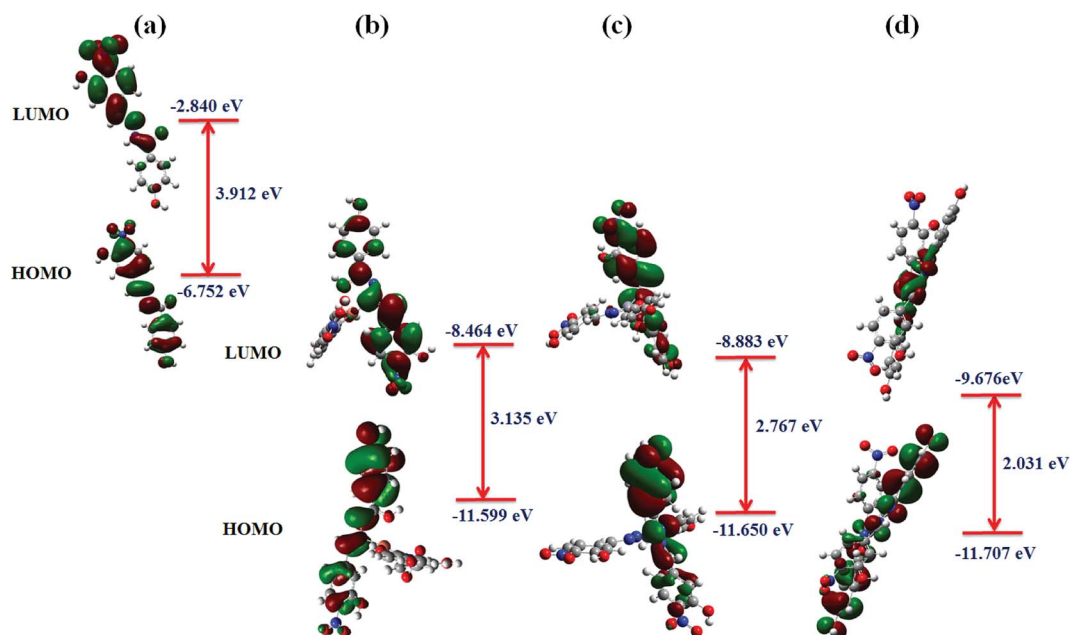 (a)
(b)
(c)
(d)
LUMO
-2.840 eV
3.912 eV
HOMO
-6.752 eV
LUMO
-8.464 eV
3.135 eV
HOMO
-11.599 eV
-8.883 eV
2.767 eV
-11.650 eV
-9.676eV
2.031 eV
-11.707 eV